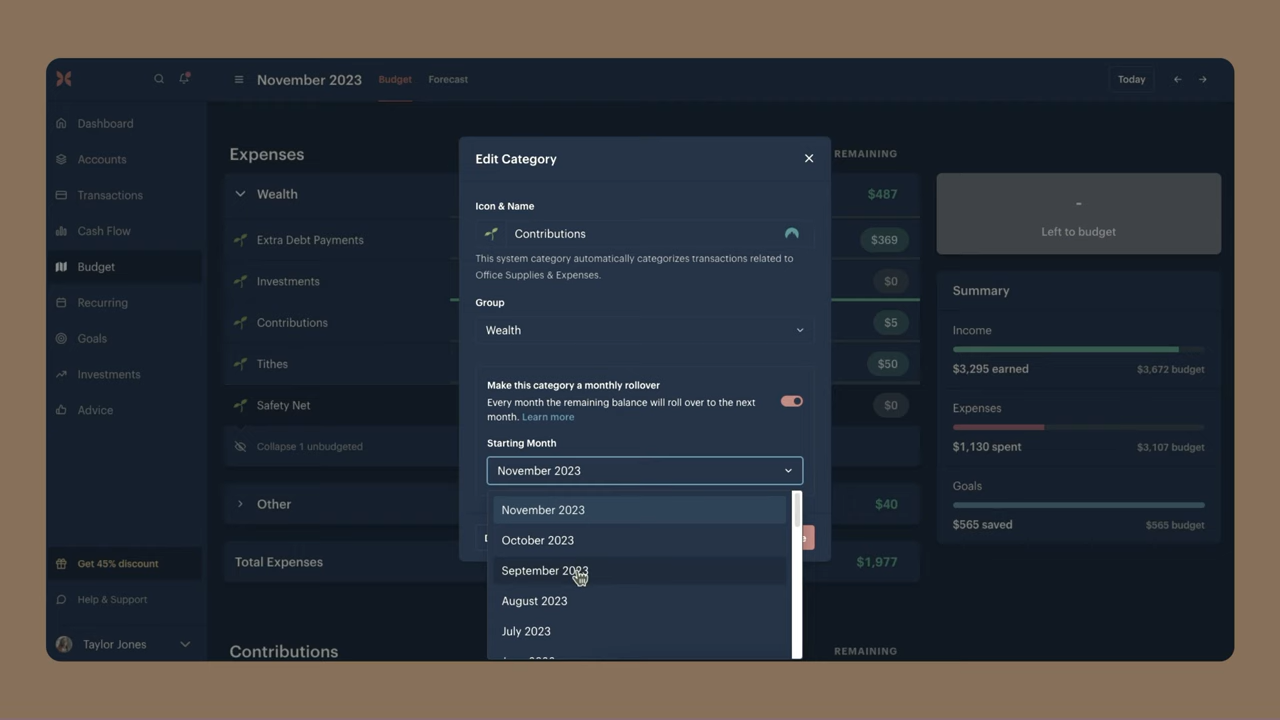 November 2023
Budget
Forecast
Today
Dashboard
Accounts
Transactions
Cash Flow
Budget
Recurring
Goals
Investments
Advice
Get 45% discount
Help & Support
Taylor Jones
Expenses
REMAINING
Wealth
$487
Extra Debt Payments
$369
Investments
$0
Contributions
$5
Tithes
$50
Safety Net
$0
Collapse 1 unbudgeted
Other
$40
Total Expenses
$1,977
Contributions
REMAINING
Edit Category
Icon & Name
Contributions
This system category automatically categorizes transactions related to
Office Supplies & Expenses.
Group
Wealth
Make this category a monthly rollover
Every month the remaining balance will roll over to the next
month. Learn more
Starting Month
November 2023
November 2023
October 2023
September 2023
August 2023
July 2023
-
Left to budget
Summary
Income
$3,295 earned
$3,672 budget
Expenses
$1,130 spent
$3,107 budget
Goals
$565 saved
$565 budget